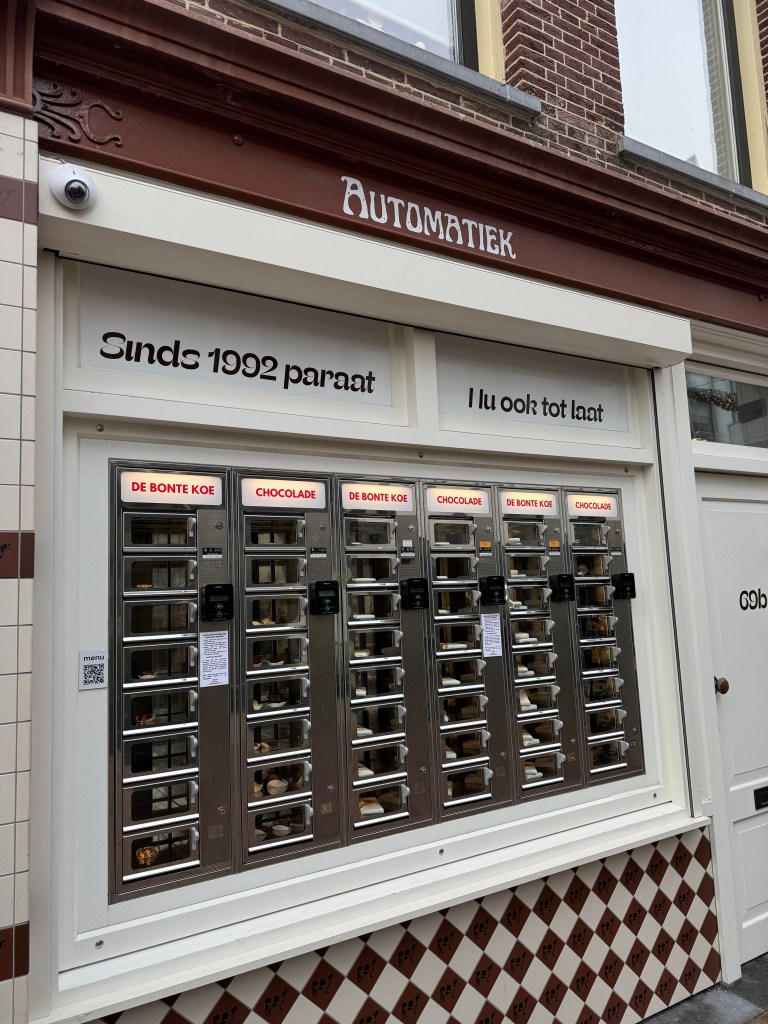 AUTOMATIEK
Sinds 1992 paraat
Nu ook tot laat
DE BONTE KOE
CHOCOLADE
DE BONTE KOE
CHOCOLADE
DE BONTE KOE
CHOCOLADE
menu
69b